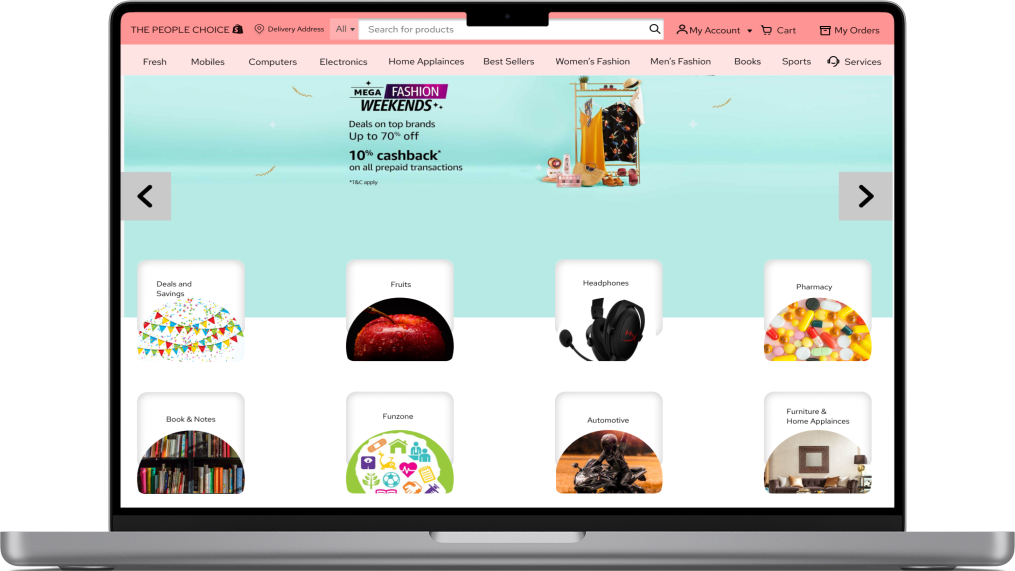 THE PEOPLE CHOICE
Delivery Address
All
Search for products
My Account
Cart
My Orders
Fresh
Mobiles
Computers
Electronics
Home Applainces
Best Sellers
Women's Fashion
Men's Fashion
Books
Sports
Services
MEGA FASHION
WEEKENDS
Deals on top brands
Up to 70% off
10% cashback*
on all prepaid transactions
*T&C apply
Deals and
Savings
Fruits
Headphones
Pharmacy
Book & Notes
Funzone
Automotive
Furniture &
Home Applainces